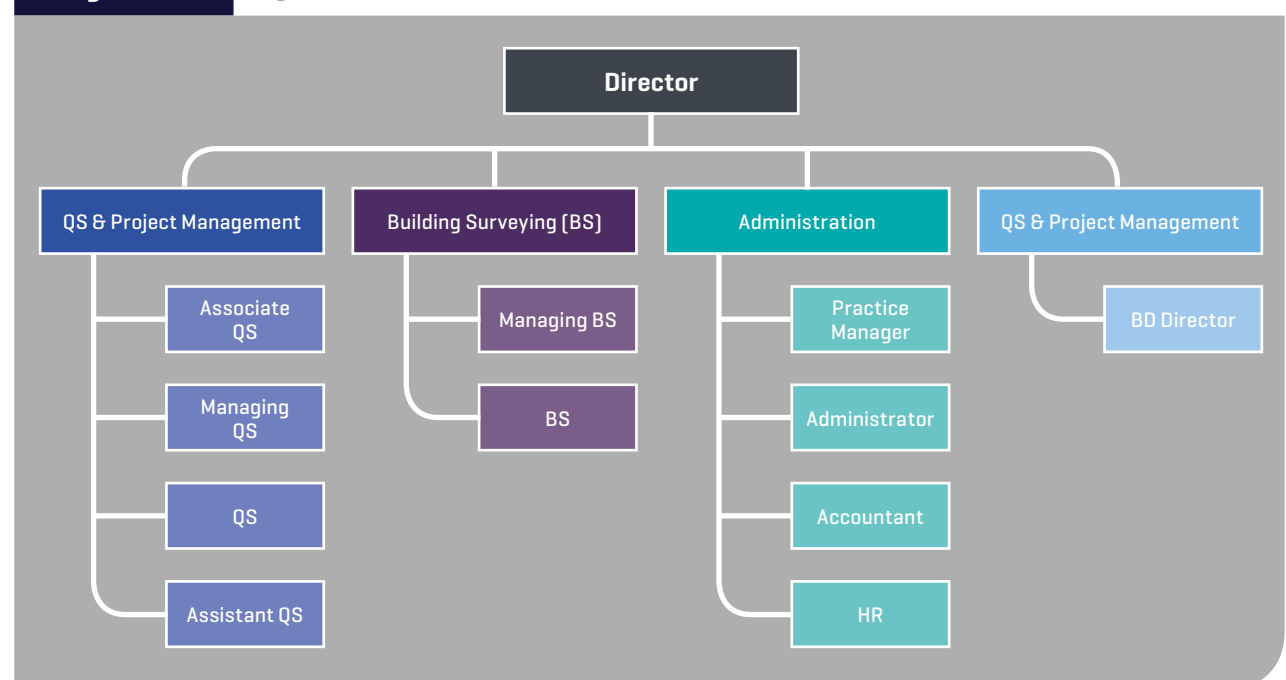 Director
QS & Project Management
Building Surveying (BS)
Administration
QS & Project Management
Associate
QS
Managing
QS
QS
Assistant QS
Managing BS
BS
Practice
Manager
Administrator
Accountant
HR
BD Director